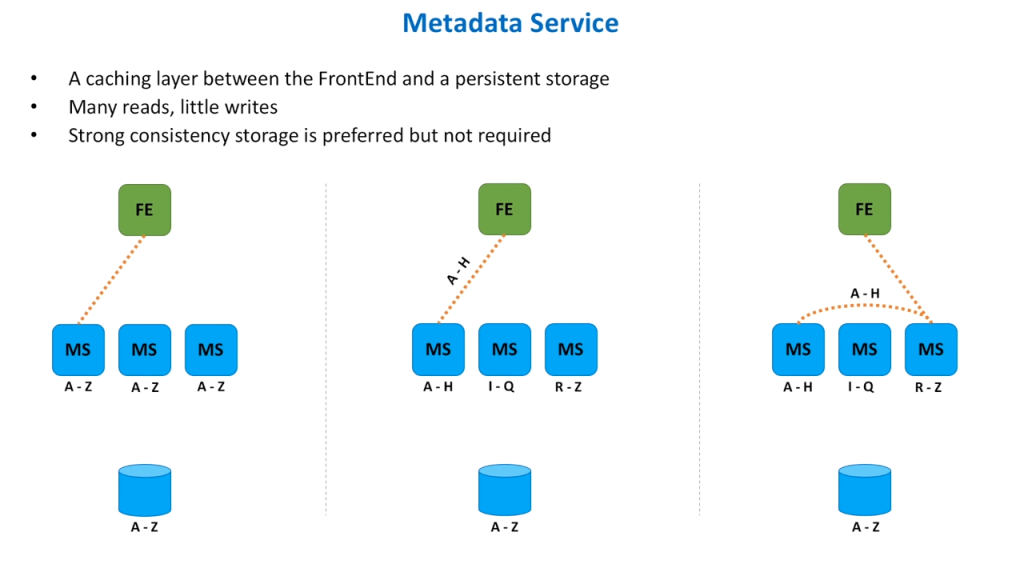 Metadata Service
• A caching layer between the FrontEnd and a persistent storage
• Many reads, little writes
• Strong consistency storage is preferred but not required
FE
MS MS MS
A - Z A - Z A - Z
A - Z
FE
A - H
MS MS MS
A - H I - Q R - Z
A - Z
FE
A - H
MS MS MS
A - H I - Q R - Z
A - Z